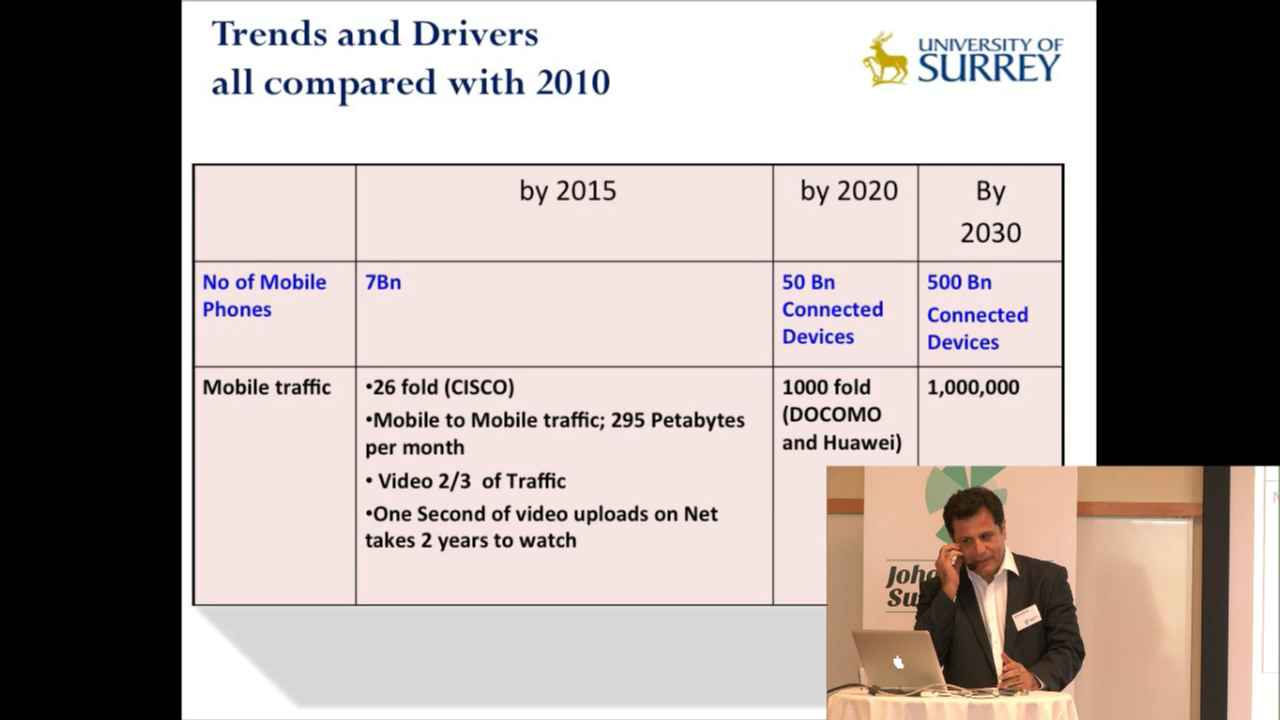 Trends and Drivers
all compared with 2010
UNIVERSITY OF
SURREY
by 2015
by 2020
By
2030
No of Mobile
Phones
7Bn
50 Bn
Connected
Devices
500 Bn
Connected
Devices
Mobile traffic
•26 fold (CISCO)
•Mobile to Mobile traffic; 295 Petabytes
per month
• Video 2/3 of Traffic
•One Second of video uploads on Net
takes 2 years to watch
1000 fold
(DOCOMO
and Huawei)
1,000,000